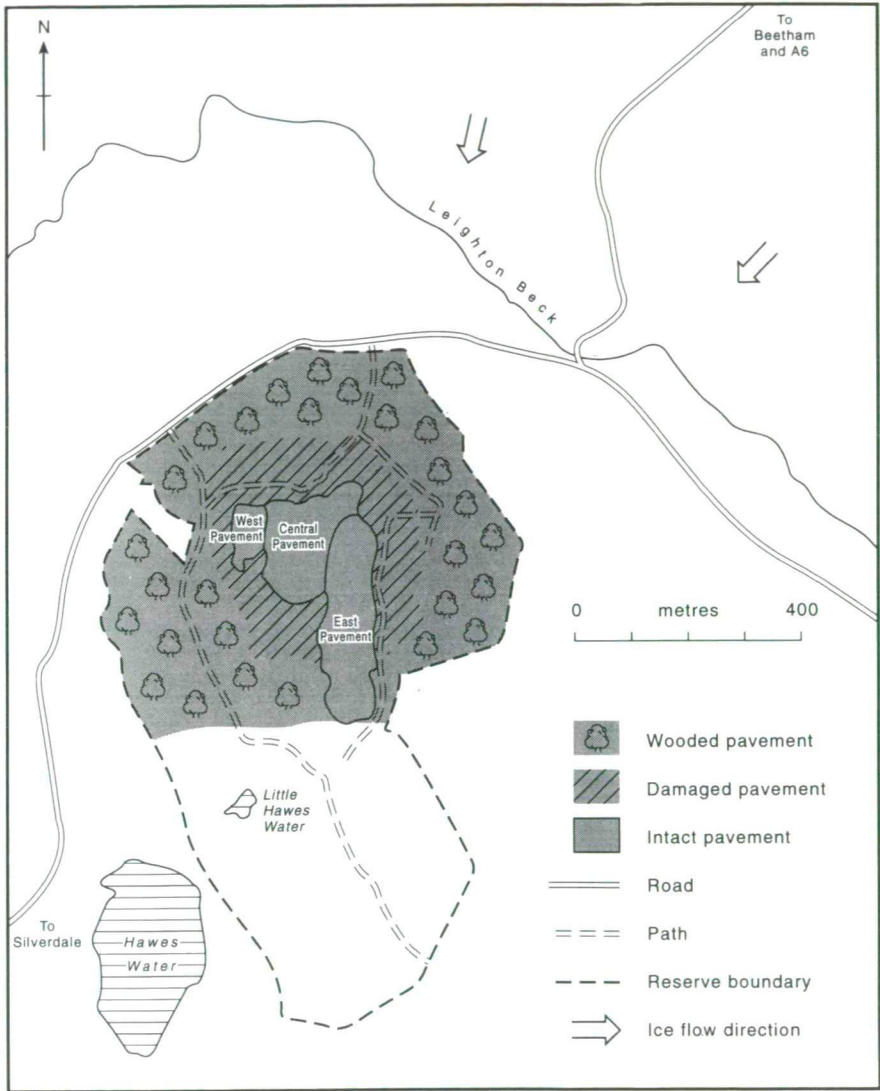 N
To
Beetham
and A6
Leighton Beck
West
Pavement
Central
Pavement
East
Pavement
0 metres 400
Little
Hawes
Water
To
Silverdale
Hawes
Water
Wooded pavement
Damaged pavement
Intact pavement
Road
Path
Reserve boundary
Ice flow direction